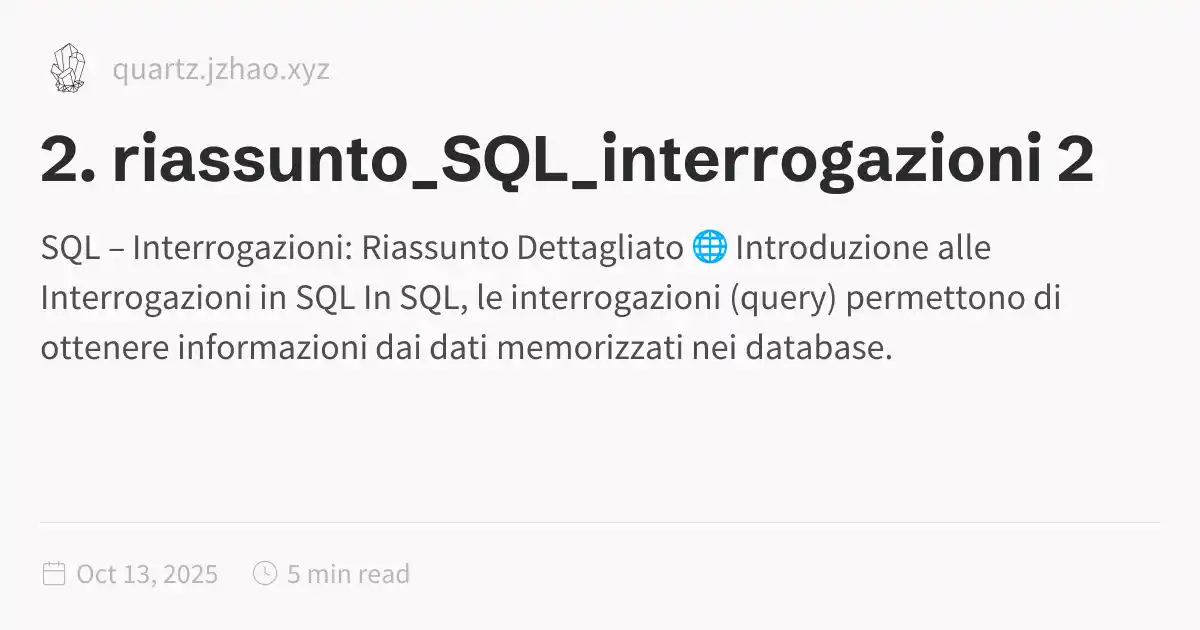 quartz.jzhao.xyz
2. riassunto_SQL_interrogazioni 2
SQL – Interrogazioni: Riassunto Dettagliato 🌐 Introduzione alle
Interrogazioni in SQL In SQL, le interrogazioni (query) permettono di
ottenere informazioni dai dati memorizzati nei database.
Oct 13, 2025 5 min read